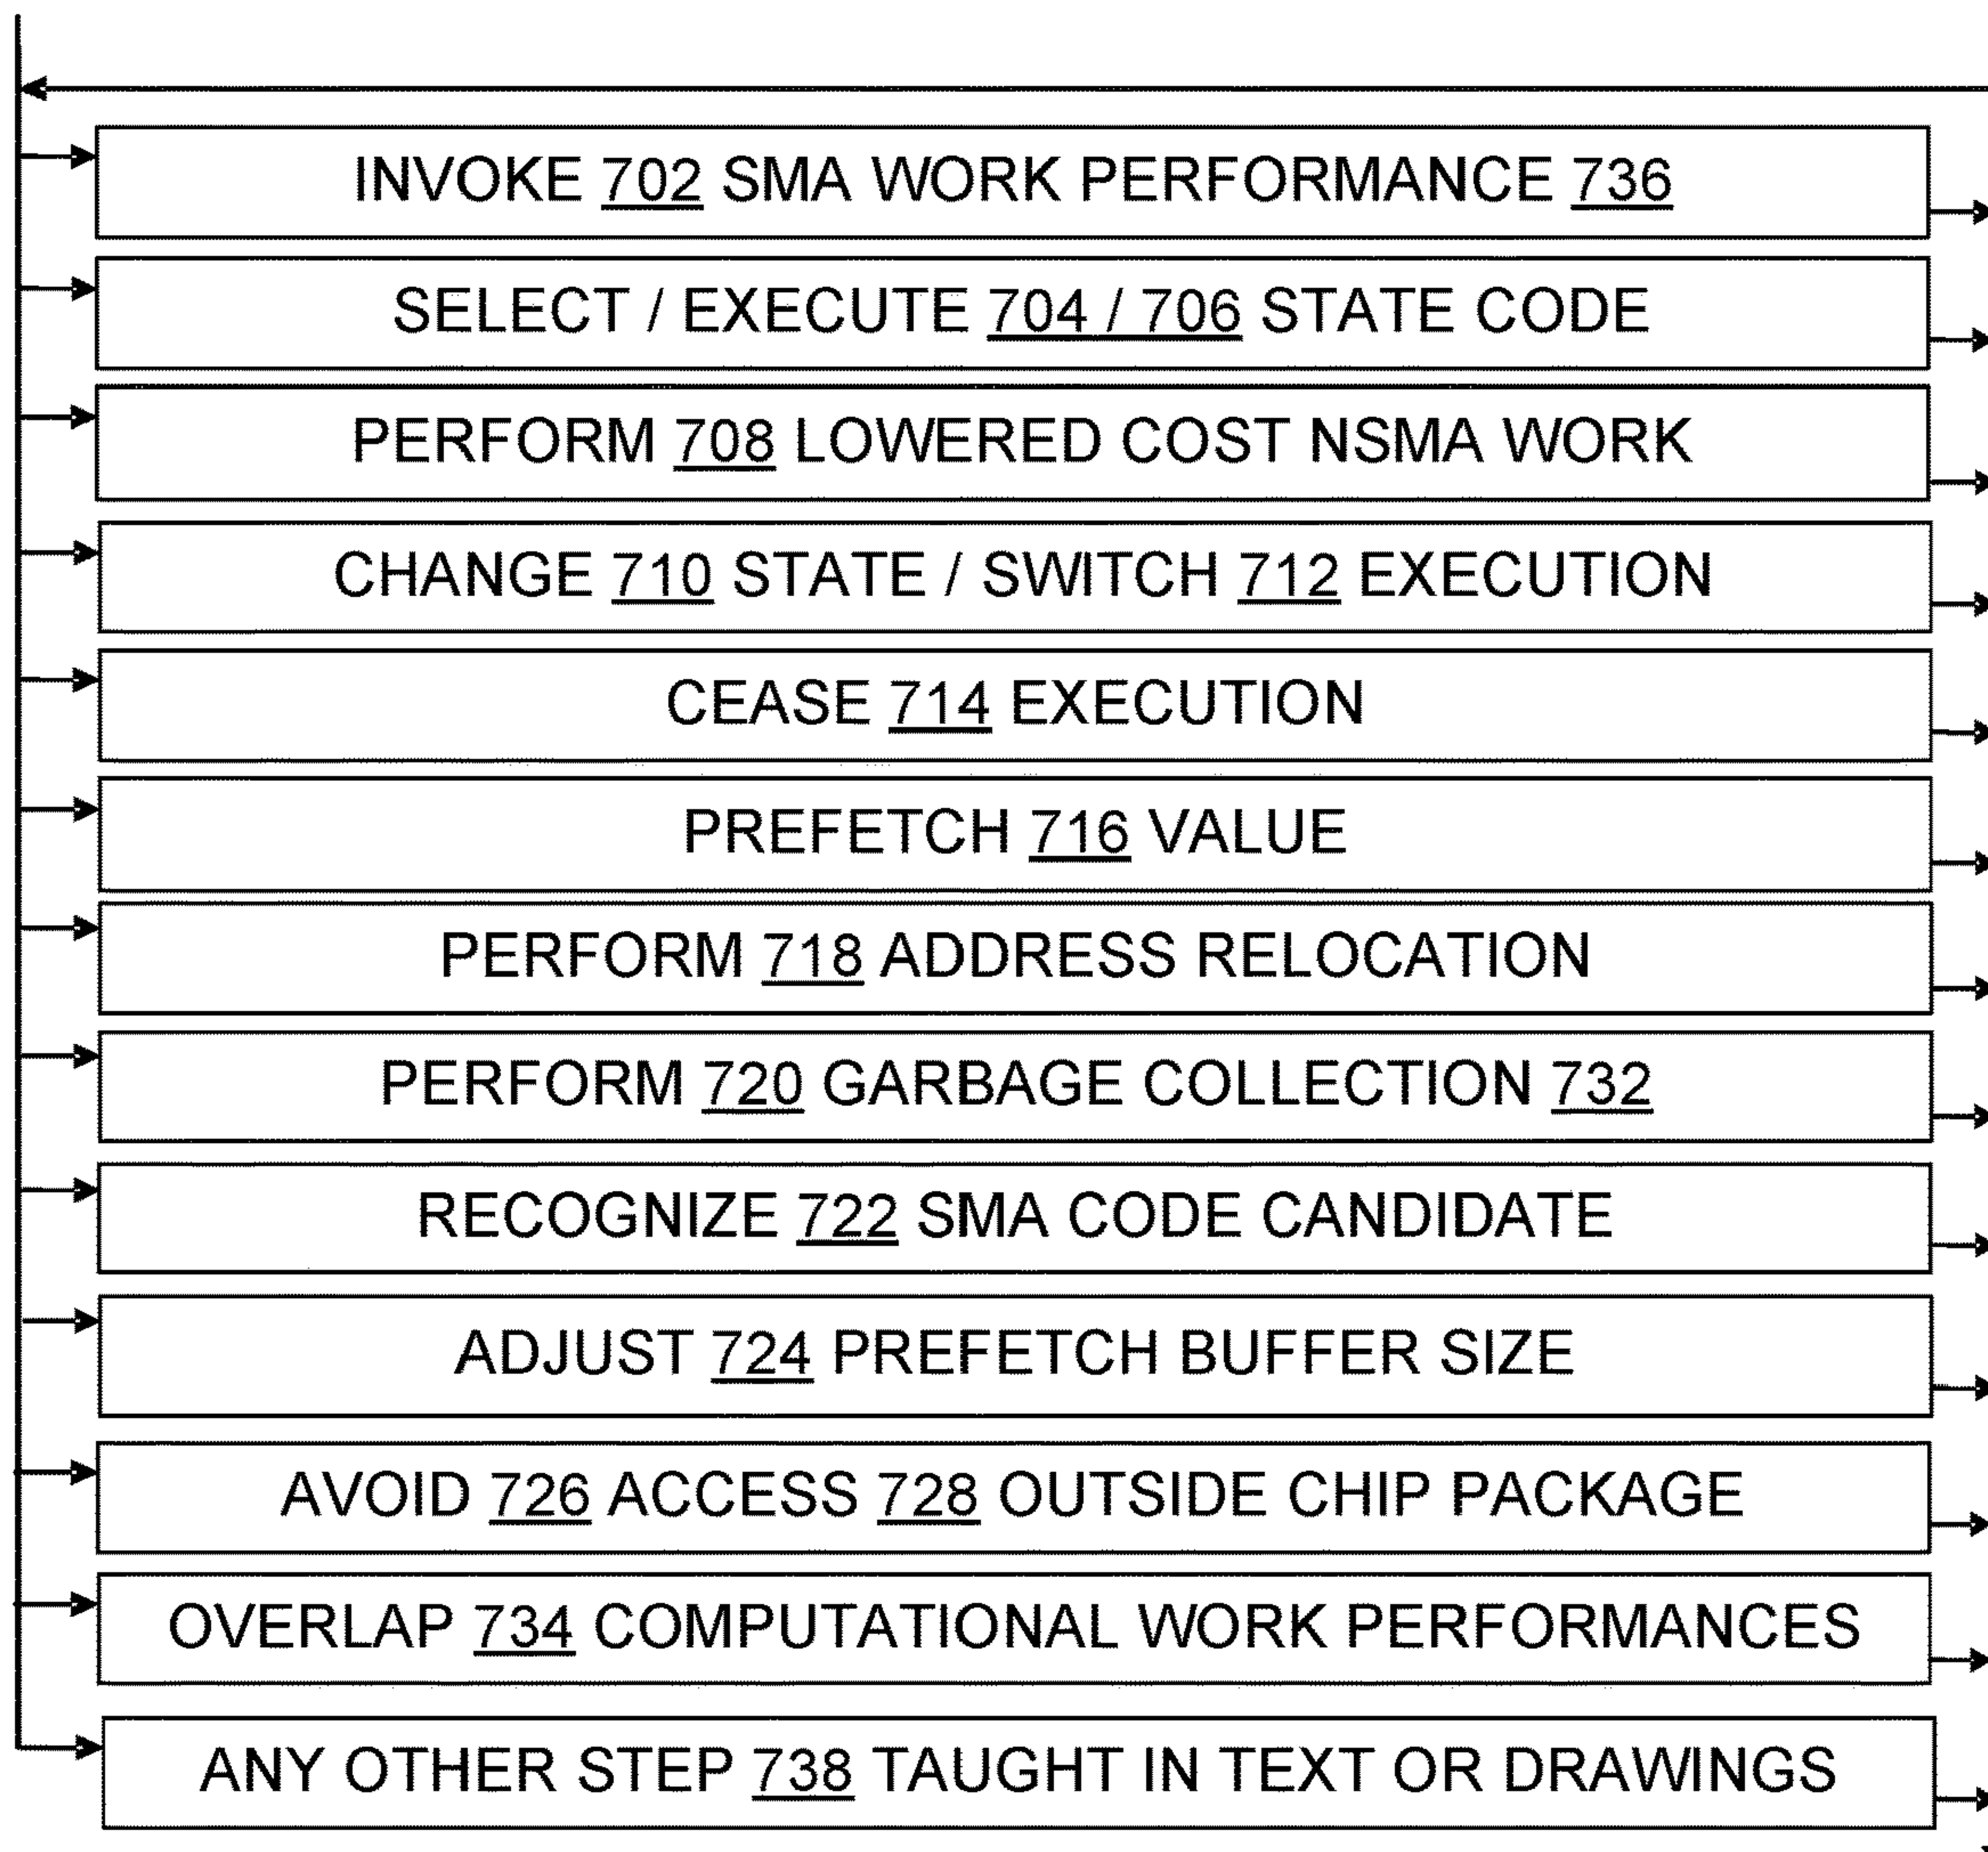 INVOKE 702 SMA WORK PERFORMANCE 736
SELECT / EXECUTE 704 / 706 STATE CODE
PERFORM 708 LOWERED COST NSMA WORK
CHANGE 710 STATE / SWITCH 712 EXECUTION
CEASE 714 EXECUTION
PREFETCH 716 VALUE
PERFORM 718 ADDRESS RELOCATION
PERFORM 720 GARBAGE COLLECTION 732
RECOGNIZE 722 SMA CODE CANDIDATE
ADJUST 724 PREFETCH BUFFER SIZE
AVOID 726 ACCESS 728 OUTSIDE CHIP PACKAGE
OVERLAP 734 COMPUTATIONAL WORK PERFORMANCES
ANY OTHER STEP 738 TAUGHT IN TEXT OR DRAWINGS